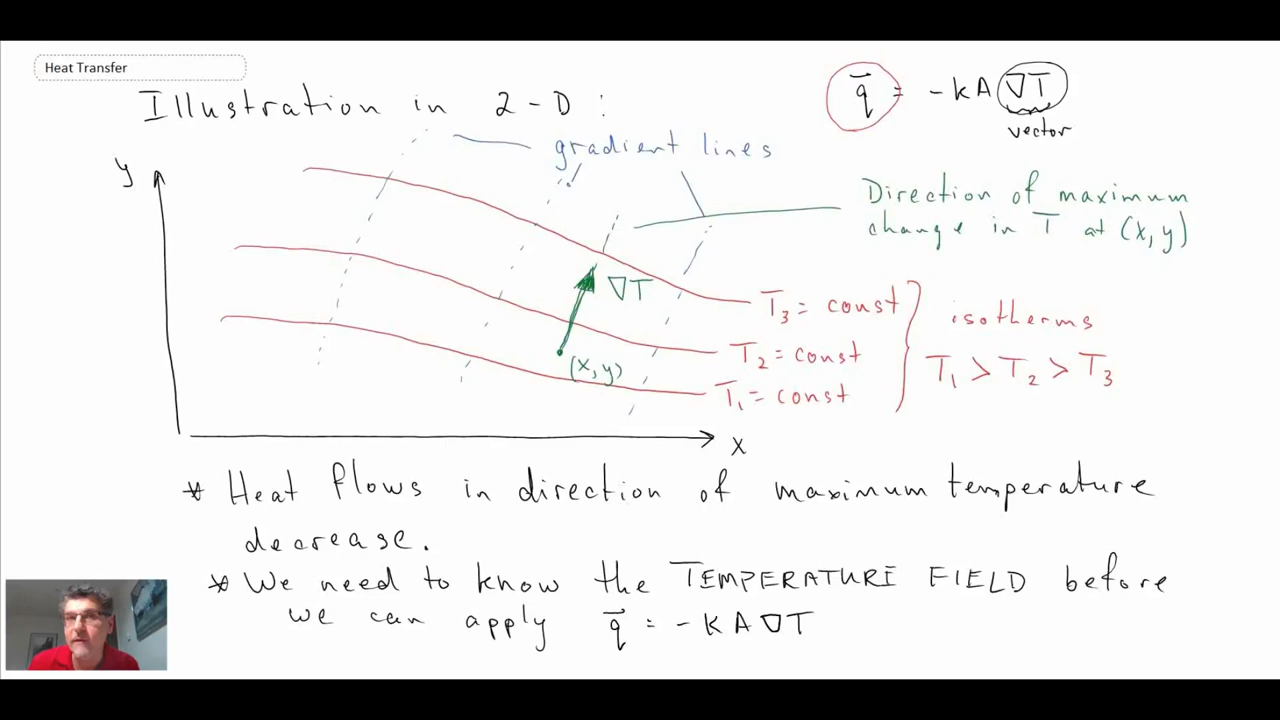 Heat Transfer
Illustration in 2-D :
q̄ = -kA ∇T
vector
y
gradient lines
Direction of maximum
change in T at (x,y)
∇T
T₃ = const
isotherms
T₂ = const
T₁ > T₂ > T₃
(x,y)
T₁ = const
x
* Heat flows in direction of maximum temperature
decrease.
* We need to know the TEMPERATURE FIELD before
we can apply q̄ = -kA∇T